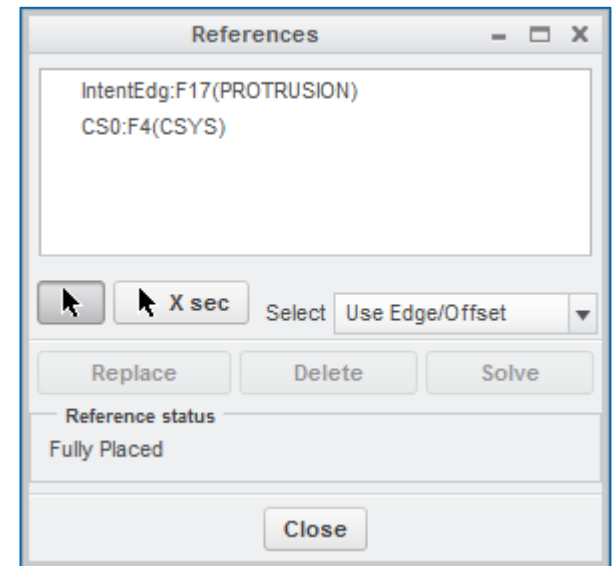 References
IntentEdg:F17(PROTRUSION)
CS0:F4(CSYS)
X sec
Select
Use Edge/Offset
Replace
Delete
Solve
Reference status
Fully Placed
Close